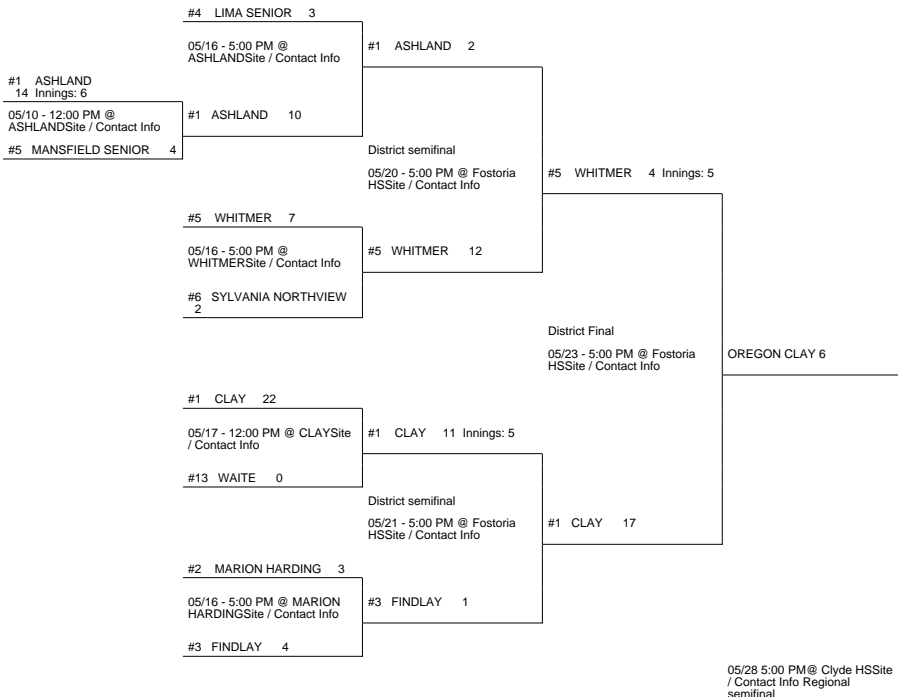 #4 LIMA SENIOR 3
05/16 - 5:00 PM @
ASHLANDSite / Contact Info
#1 ASHLAND 2
#1 ASHLAND
14 Innings: 6
05/10 - 12:00 PM @
ASHLANDSite / Contact Info
#1 ASHLAND 10
#5 MANSFIELD SENIOR 4
District semifinal
05/20 - 5:00 PM @ Fostoria
HSSite / Contact Info
#5 WHITMER 4 Innings: 5
#5 WHITMER 7
05/16 - 5:00 PM @
WHITMERSite / Contact Info
#5 WHITMER 12
#6 SYLVANIA NORTHVIEW
2
District Final
05/23 - 5:00 PM @ Fostoria
HSSite / Contact Info
OREGON CLAY 6
#1 CLAY 22
05/17 - 12:00 PM @ CLAYSite
/ Contact Info
#1 CLAY 11 Innings: 5
#13 WAITE 0
District semifinal
05/21 - 5:00 PM @ Fostoria
HSSite / Contact Info
#1 CLAY 17
#2 MARION HARDING 3
05/16 - 5:00 PM @ MARION
HARDINGSite / Contact Info
#3 FINDLAY 1
#3 FINDLAY 4
05/28 5:00 PM@ Clyde HSSite
/ Contact Info Regional
semifinal